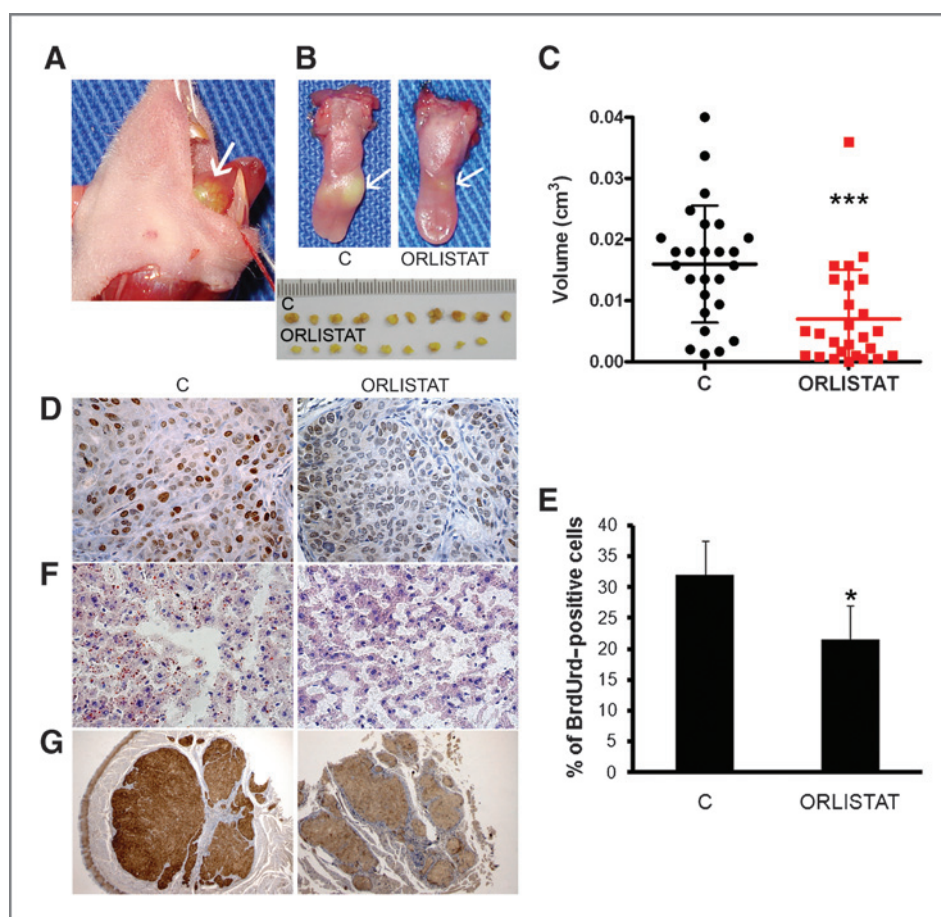 A
B
C
C
ORLISTAT
C
ORLISTAT
Volume (cm³)
0.04
0.03
0.02
0.01
0.00
***
C
ORLISTAT
C
ORLISTAT
D
F
G
E
% of BrdUrd-positive cells
40
35
30
25
20
15
10
5
0
*
C
ORLISTAT